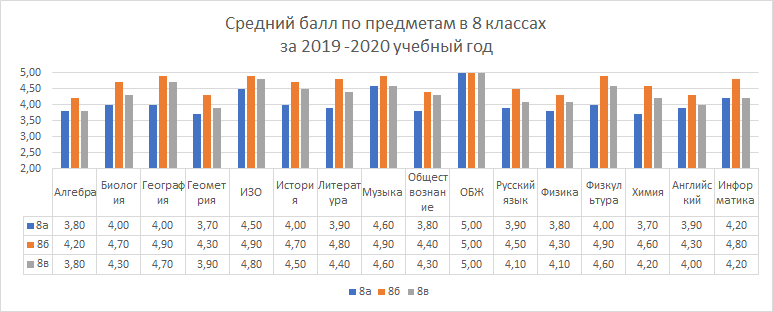 Средний балл по предметам в 8 классах
за 2019 -2020 учебный год
5,00
4,50
4,00
3,50
3,00
2,50
2,00
Алгебра Биолог ия Географ ия Геомет рия ИЗО Истори я Литерат ура Музыка Общест вознан ие ОБЖ Русский язык Физика Физкул ьтура Химия Английс кий Инфор матика
8а 3,80 4,00 4,00 3,70 4,50 4,00 3,90 4,60 3,80 5,00 3,90 3,80 4,00 3,70 3,90 4,20
8б 4,20 4,70 4,90 4,30 4,90 4,70 4,80 4,90 4,40 5,00 4,50 4,30 4,90 4,60 4,30 4,80
8в 3,80 4,30 4,70 3,90 4,80 4,50 4,40 4,60 4,30 5,00 4,10 4,10 4,60 4,20 4,00 4,20
8а 8б 8в